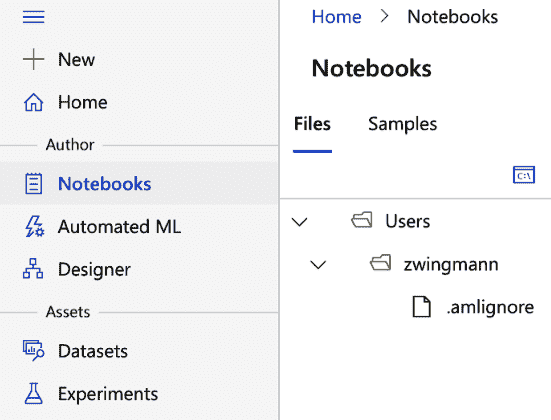 New
Home
Author
Notebooks
Automated ML
Designer
Assets
Datasets
Experiments
Home > Notebooks
Notebooks
Files Samples
C:\
Users
zwingmann
.amlignore